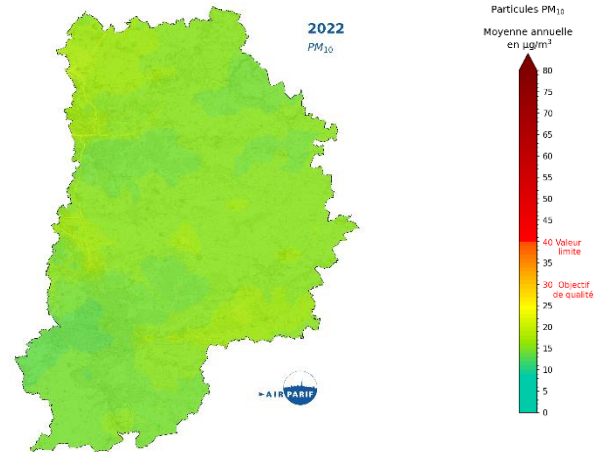 2022
PM10
AIRPARIF
Particules PM10
Moyenne annuelle
en µg/m³
80
75
70
65
60
55
50
45
40 Valeur
limite
35
30 Objectif
de qualité
25
20
15
10
5
0